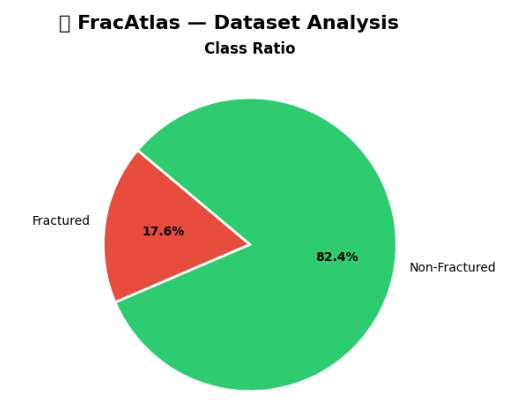 FracAtlas — Dataset Analysis
Class Ratio
Fractured
17.6%
82.4%
Non-Fractured